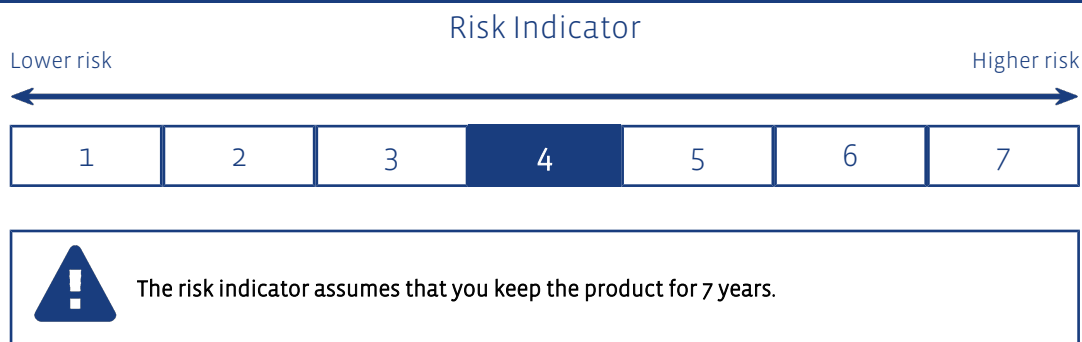 Risk Indicator
Lower risk Higher risk
1 2 3 4 5 6 7
The risk indicator assumes that you keep the product for 7 years.